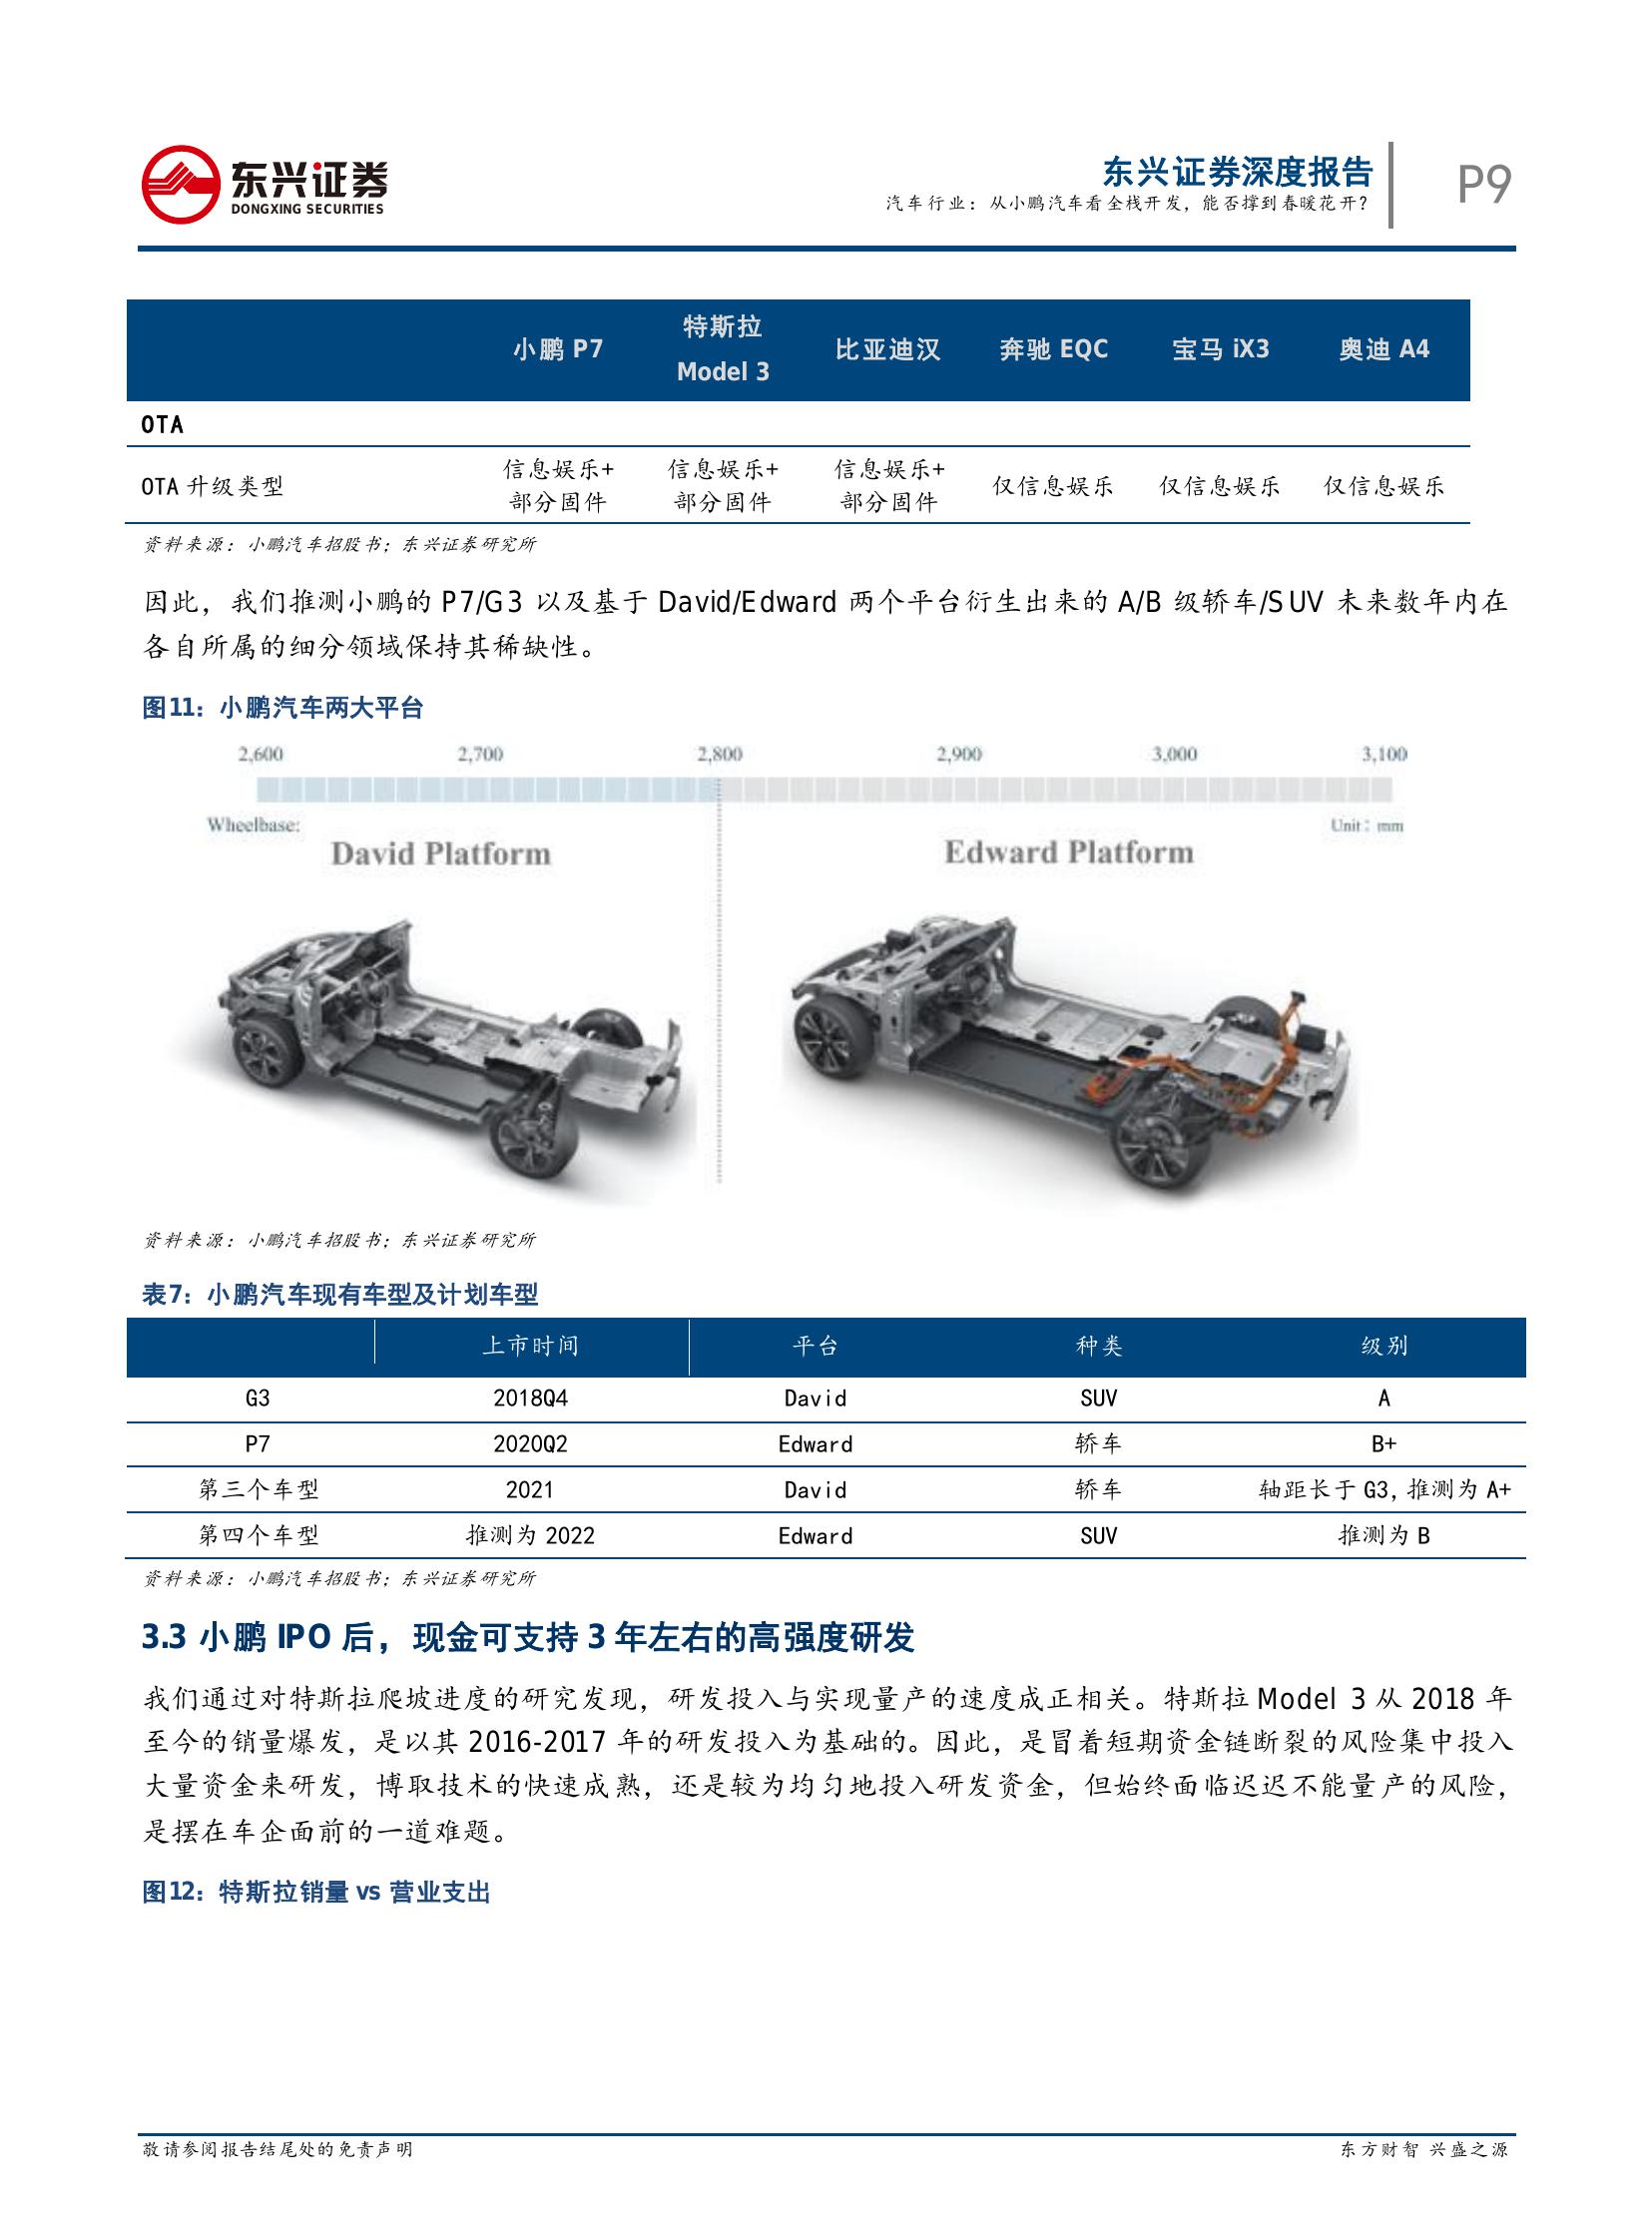 东兴证券
DONGXING SECURITIES
东兴证券深度报告
汽车行业：从小鹏汽车看全栈开发，能否撑到春暖花开？
P9
小鹏 P7 特斯拉 Model 3 比亚迪汉 奔驰 EQC 宝马 iX3 奥迪 A4
OTA
OTA 升级类型 信息娱乐+部分固件 信息娱乐+部分固件 信息娱乐+部分固件 仅信息娱乐 仅信息娱乐 仅信息娱乐
资料来源：小鹏汽车招股书；东兴证券研究所
因此，我们推测小鹏的 P7/G3 以及基于 David/Edward 两个平台衍生出来的 A/B 级轿车/SUV 未来数年内在
各自所属的细分领域保持其稀缺性。
图11：小鹏汽车两大平台
2,600 2,700 2,800 2,900 3,000 3,100
Wheelbase: Unit: mm
David Platform Edward Platform
资料来源：小鹏汽车招股书；东兴证券研究所
表7：小鹏汽车现有车型及计划车型
上市时间 平台 种类 级别
G3 2018Q4 David SUV A
P7 2020Q2 Edward 轿车 B+
第三个车型 2021 David 轿车 轴距长于 G3，推测为 A+
第四个车型 推测为 2022 Edward SUV 推测为 B
资料来源：小鹏汽车招股书；东兴证券研究所
3.3 小鹏 IPO 后，现金可支持 3 年左右的高强度研发
我们通过对特斯拉爬坡进度的研究发现，研发投入与实现量产的速度成正相关。特斯拉 Model 3 从 2018 年
至今的销量爆发，是以其 2016-2017 年的研发投入为基础的。因此，是冒着短期资金链断裂的风险集中投入
大量资金来研发，博取技术的快速成熟，还是较为均匀地投入研发资金，但始终面临迟迟不能量产的风险，
是摆在车企面前的一道难题。
图12：特斯拉销量 vs 营业支出
敬请参阅报告结尾处的免责声明
东方财智 兴盛之源